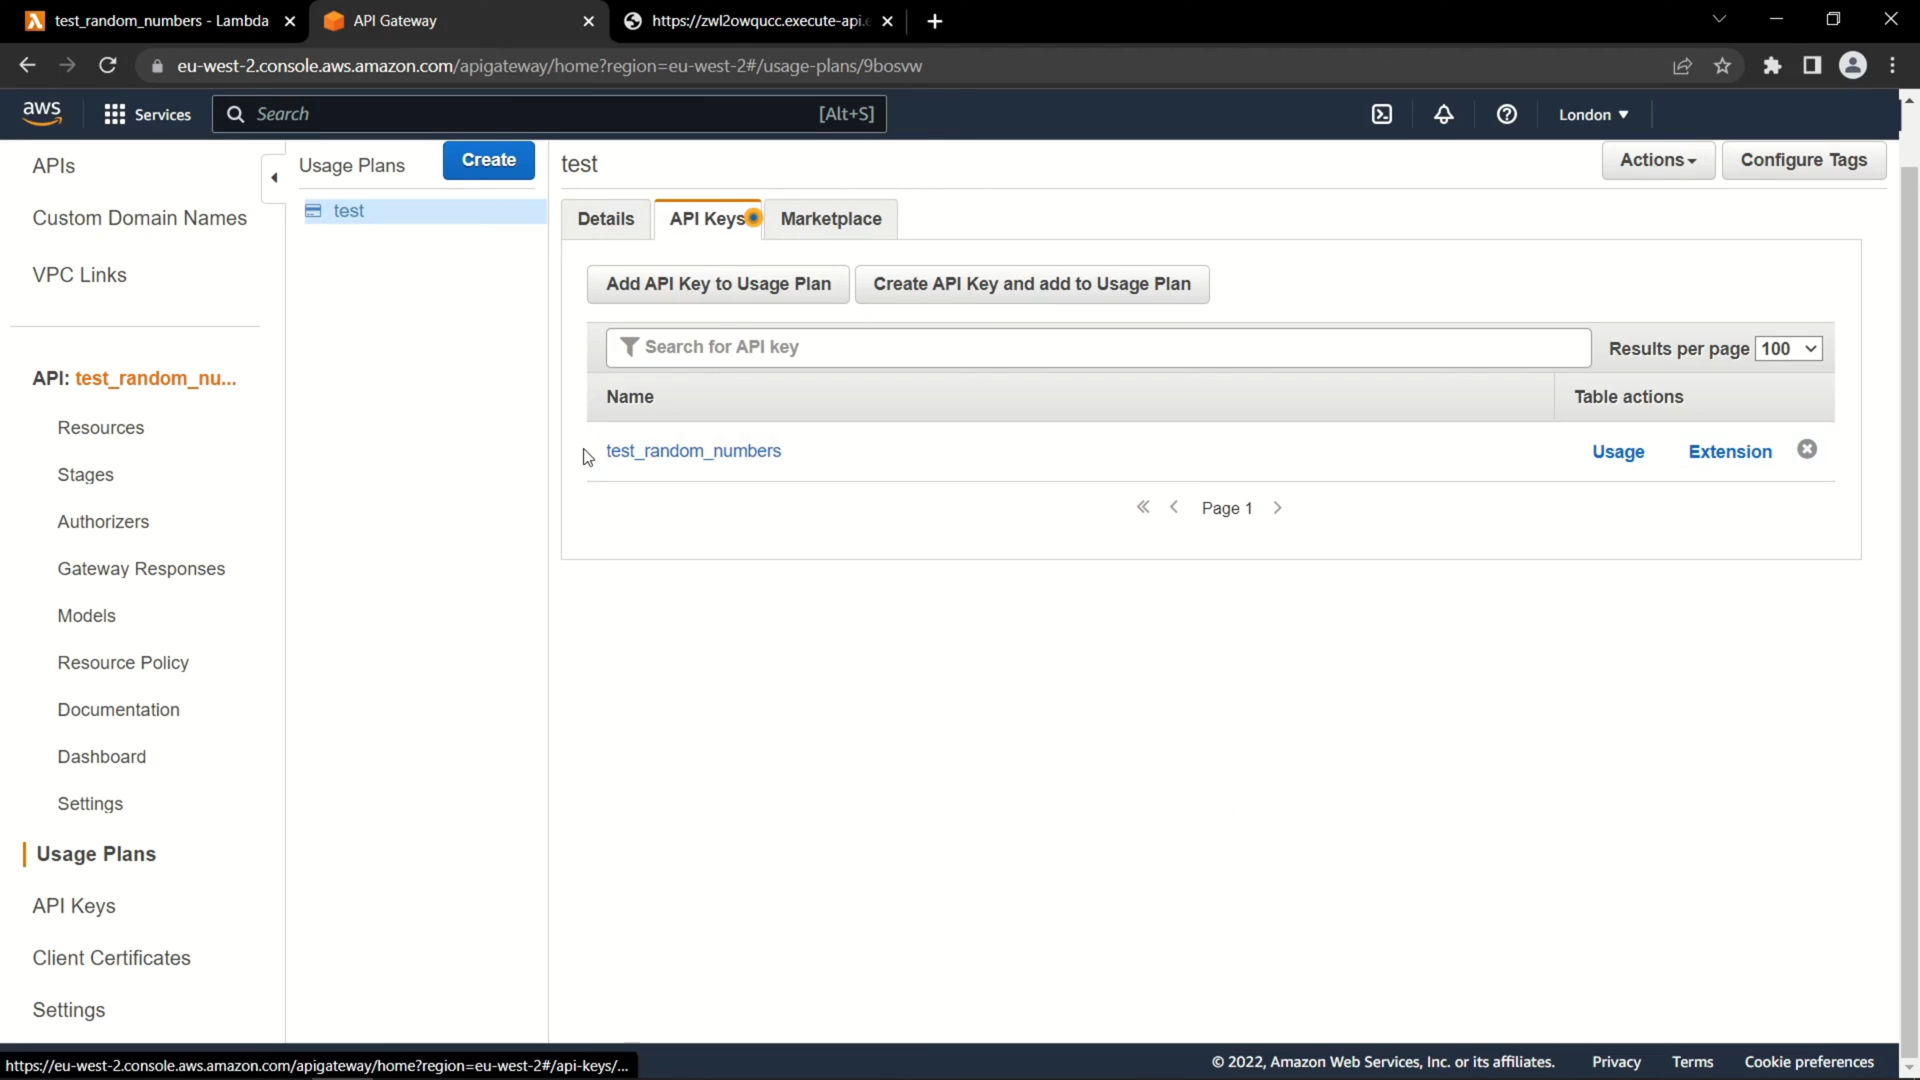 test_random_numbers - Lambda
API Gateway
https://zwl2owqucc.execute-api.e
eu-west-2.console.aws.amazon.com/apigateway/home?region=eu-west-2#/usage-plans/9bosvw
aws
Services
Search
[Alt+S]
London
APIs
Custom Domain Names
VPC Links
API: test_random_nu...
Resources
Stages
Authorizers
Gateway Responses
Models
Resource Policy
Documentation
Dashboard
Settings
Usage Plans
API Keys
Client Certificates
Settings
Usage Plans
Create
test
test
Actions
Configure Tags
Details
API Keys
Marketplace
Add API Key to Usage Plan
Create API Key and add to Usage Plan
Search for API key
Results per page 100
Name
Table actions
test_random_numbers
Usage
Extension
« < Page 1 >
https://eu-west-2.console.aws.amazon.com/apigateway/home?region=eu-west-2#/api-keys/...
© 2022, Amazon Web Services, Inc. or its affiliates.
Privacy
Terms
Cookie preferences